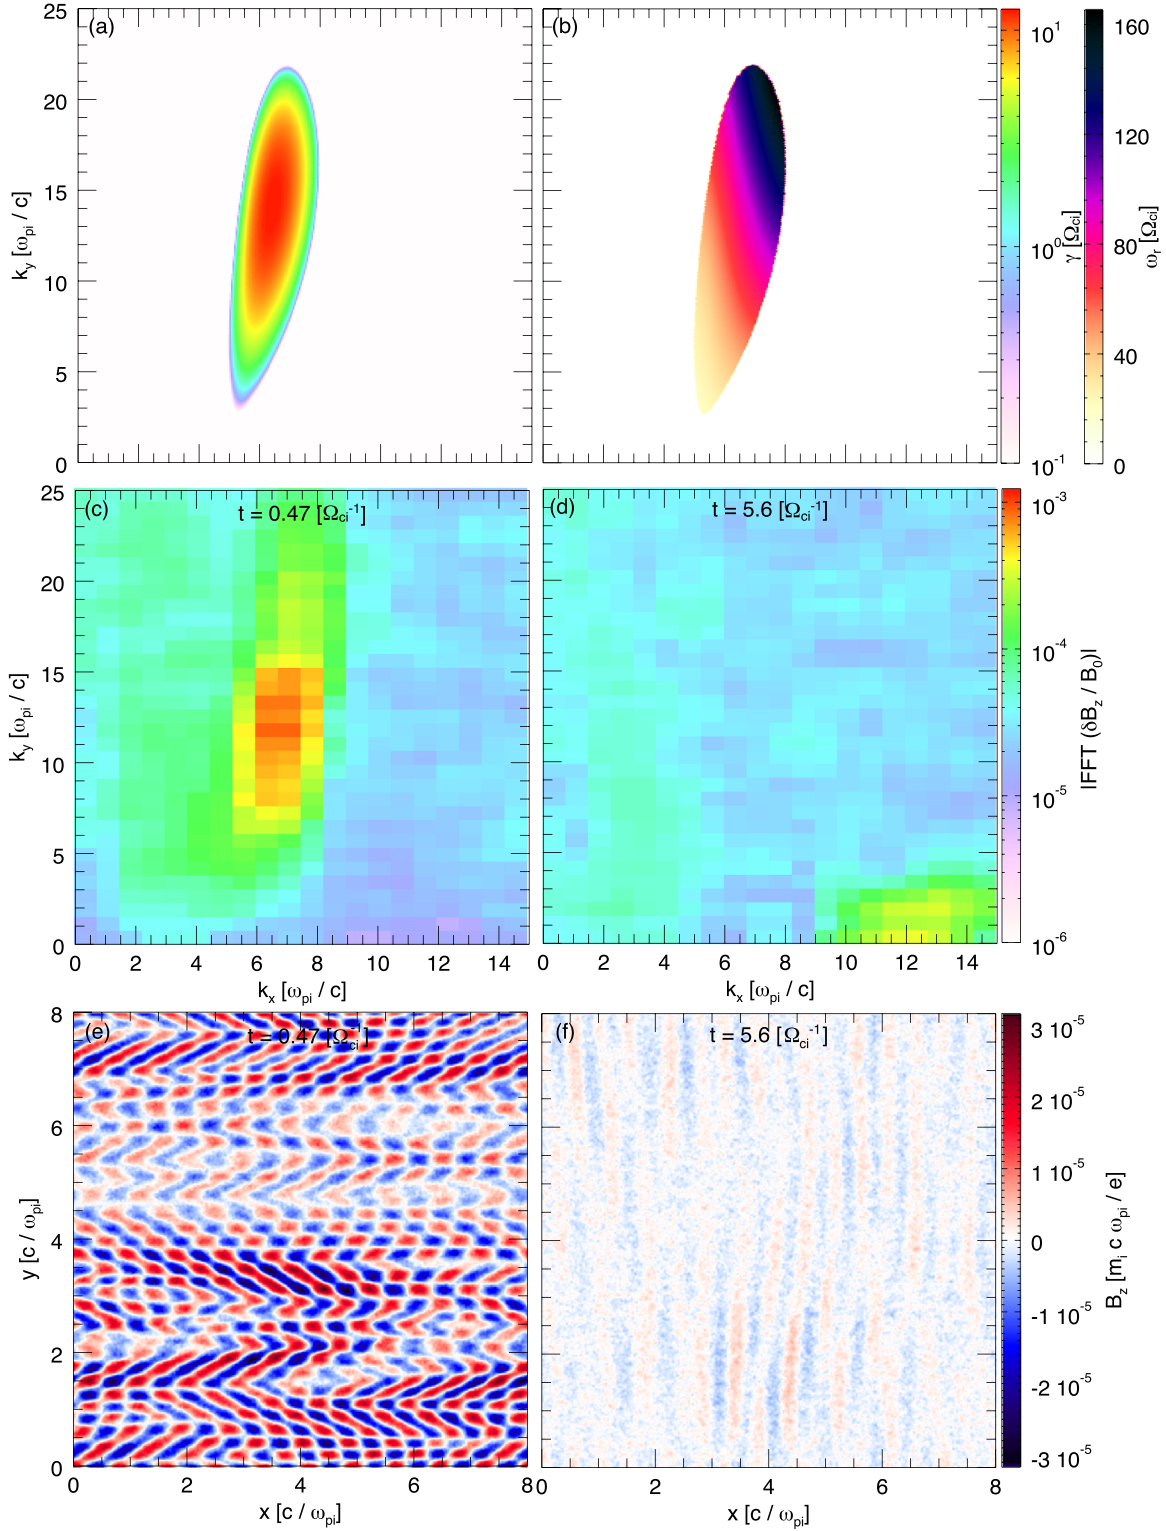 (a)
25
20
15
10
5
0
k_y [ω_pi / c]
(b)
10^1
10^0
10^-1
γ [Ω_ci]
160
120
80
40
0
ω_r [Ω_ci]
(c)
t = 0.47 [Ω_ci^-1]
25
20
15
10
5
0
k_y [ω_pi / c]
0 2 4 6 8 10 12 14
k_x [ω_pi / c]
(d)
t = 5.6 [Ω_ci^-1]
0 2 4 6 8 10 12 14
k_x [ω_pi / c]
10^-3
10^-4
10^-5
10^-6
IFFT (δB_z / B_0)I
(e)
t = 0.47 [Ω_ci^-1]
8
6
4
2
0
y [c / ω_pi]
0 2 4 6 8
x [c / ω_pi]
(f)
t = 5.6 [Ω_ci^-1]
0 2 4 6 8
x [c / ω_pi]
3 10^-5
2 10^-5
1 10^-5
0
-1 10^-5
-2 10^-5
-3 10^-5
B_z [m_i c ω_pi / e]